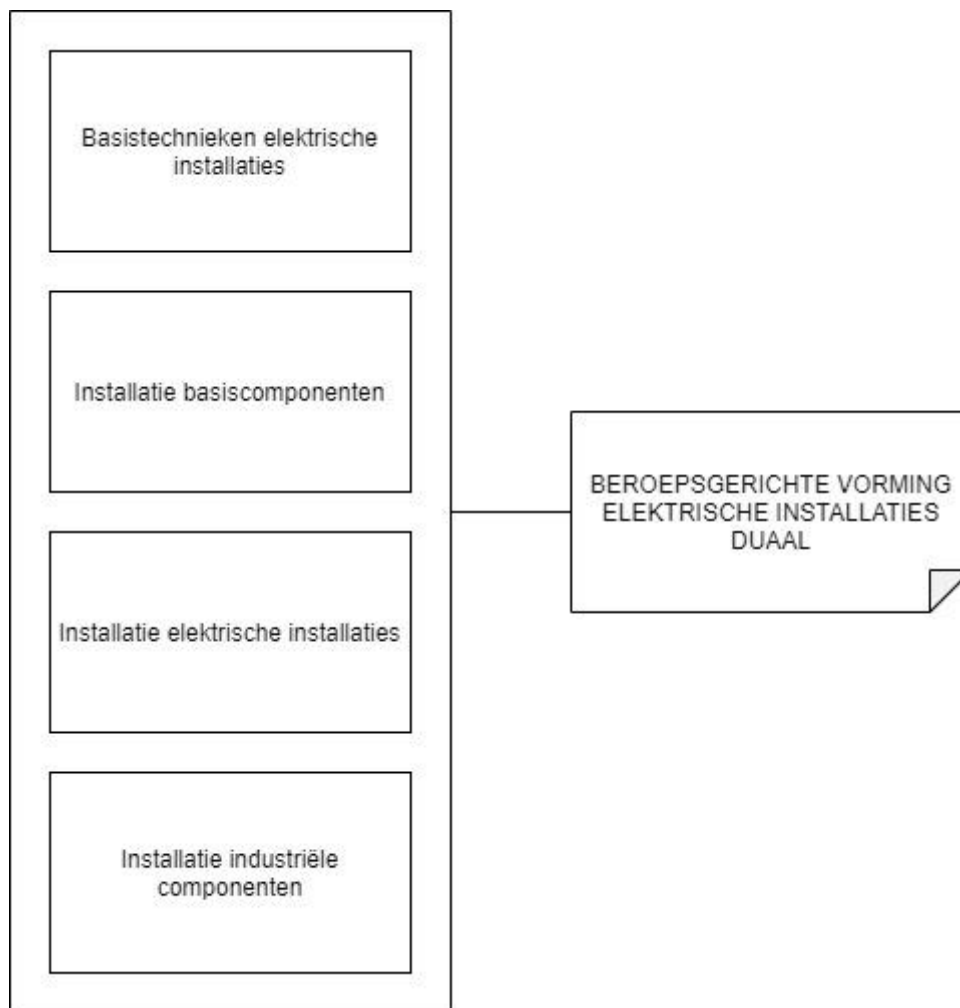 Basistechnieken elektrische
installaties
Installatie basiscomponenten
Installatie elektrische installaties
Installatie industriële
componenten
BEROEPSGERICHTE VORMING
ELEKTRISCHE INSTALLATIES
DUAAL